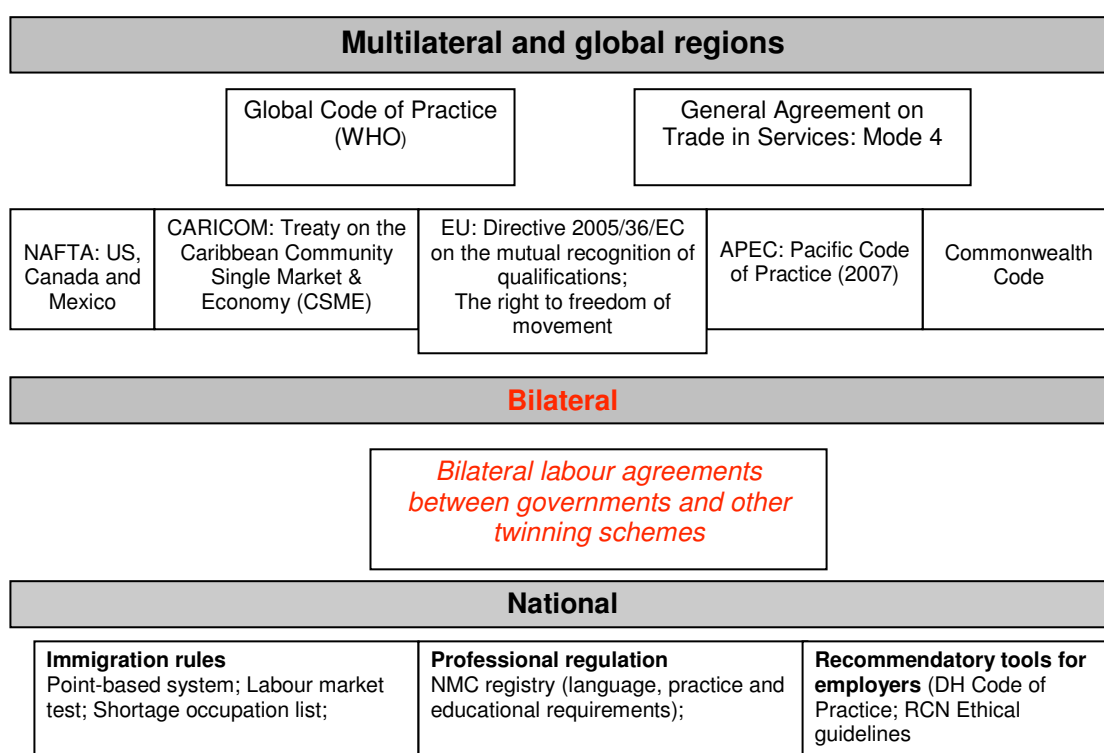 Multilateral and global regions
Global Code of Practice
(WHO)
General Agreement on
Trade in Services: Mode 4
NAFTA: US,
Canada and
Mexico
CARICOM: Treaty on the
Caribbean Community
Single Market &
Economy (CSME)
EU: Directive 2005/36/EC
on the mutual recognition of
qualifications;
The right to freedom of
movement
APEC: Pacific Code
of Practice (2007)
Commonwealth
Code
Bilateral
Bilateral labour agreements
between governments and other
twinning schemes
National
Immigration rules
Point-based system; Labour market
test; Shortage occupation list;
Professional regulation
NMC registry (language, practice and
educational requirements);
Recommendatory tools for
employers (DH Code of
Practice; RCN Ethical
guidelines